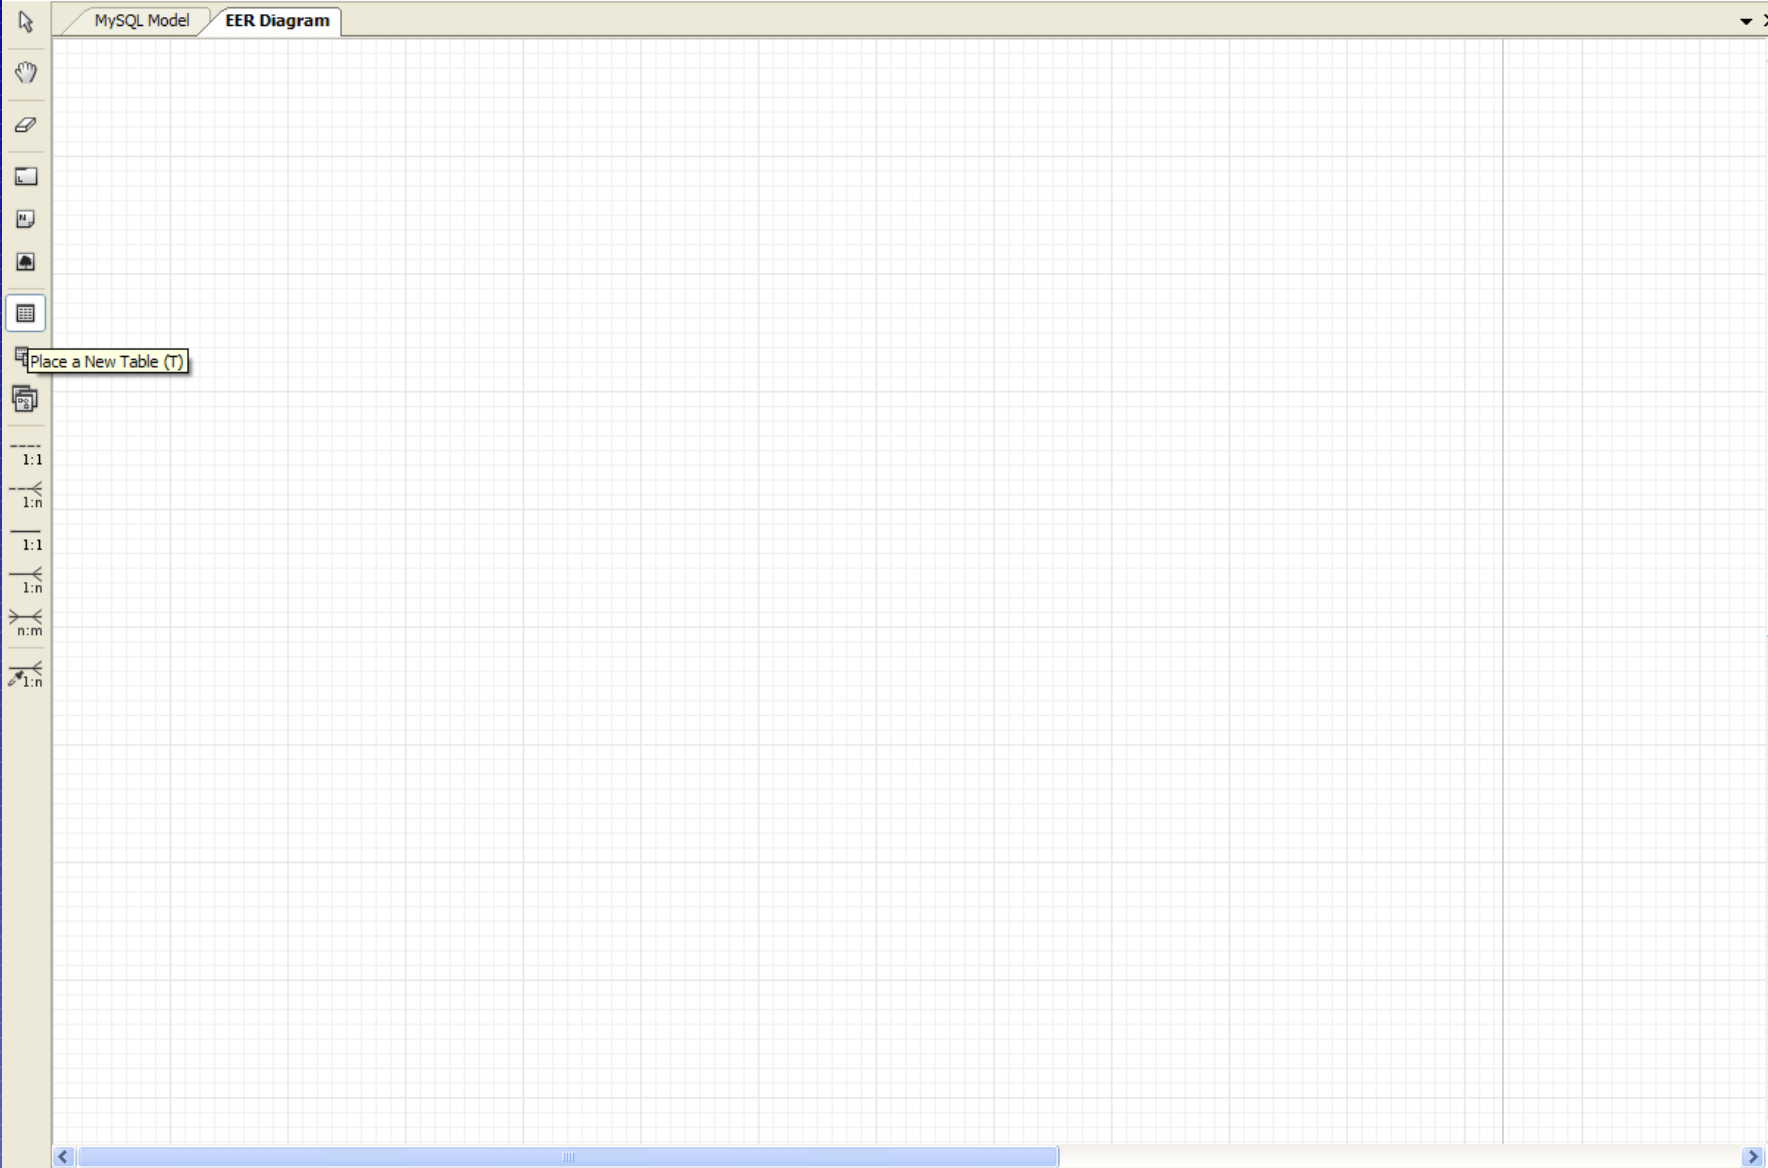 MySQL Model
EER Diagram
N
Place a New Table (T)
1:1
1:n
1:1
1:n
n:m
1:n